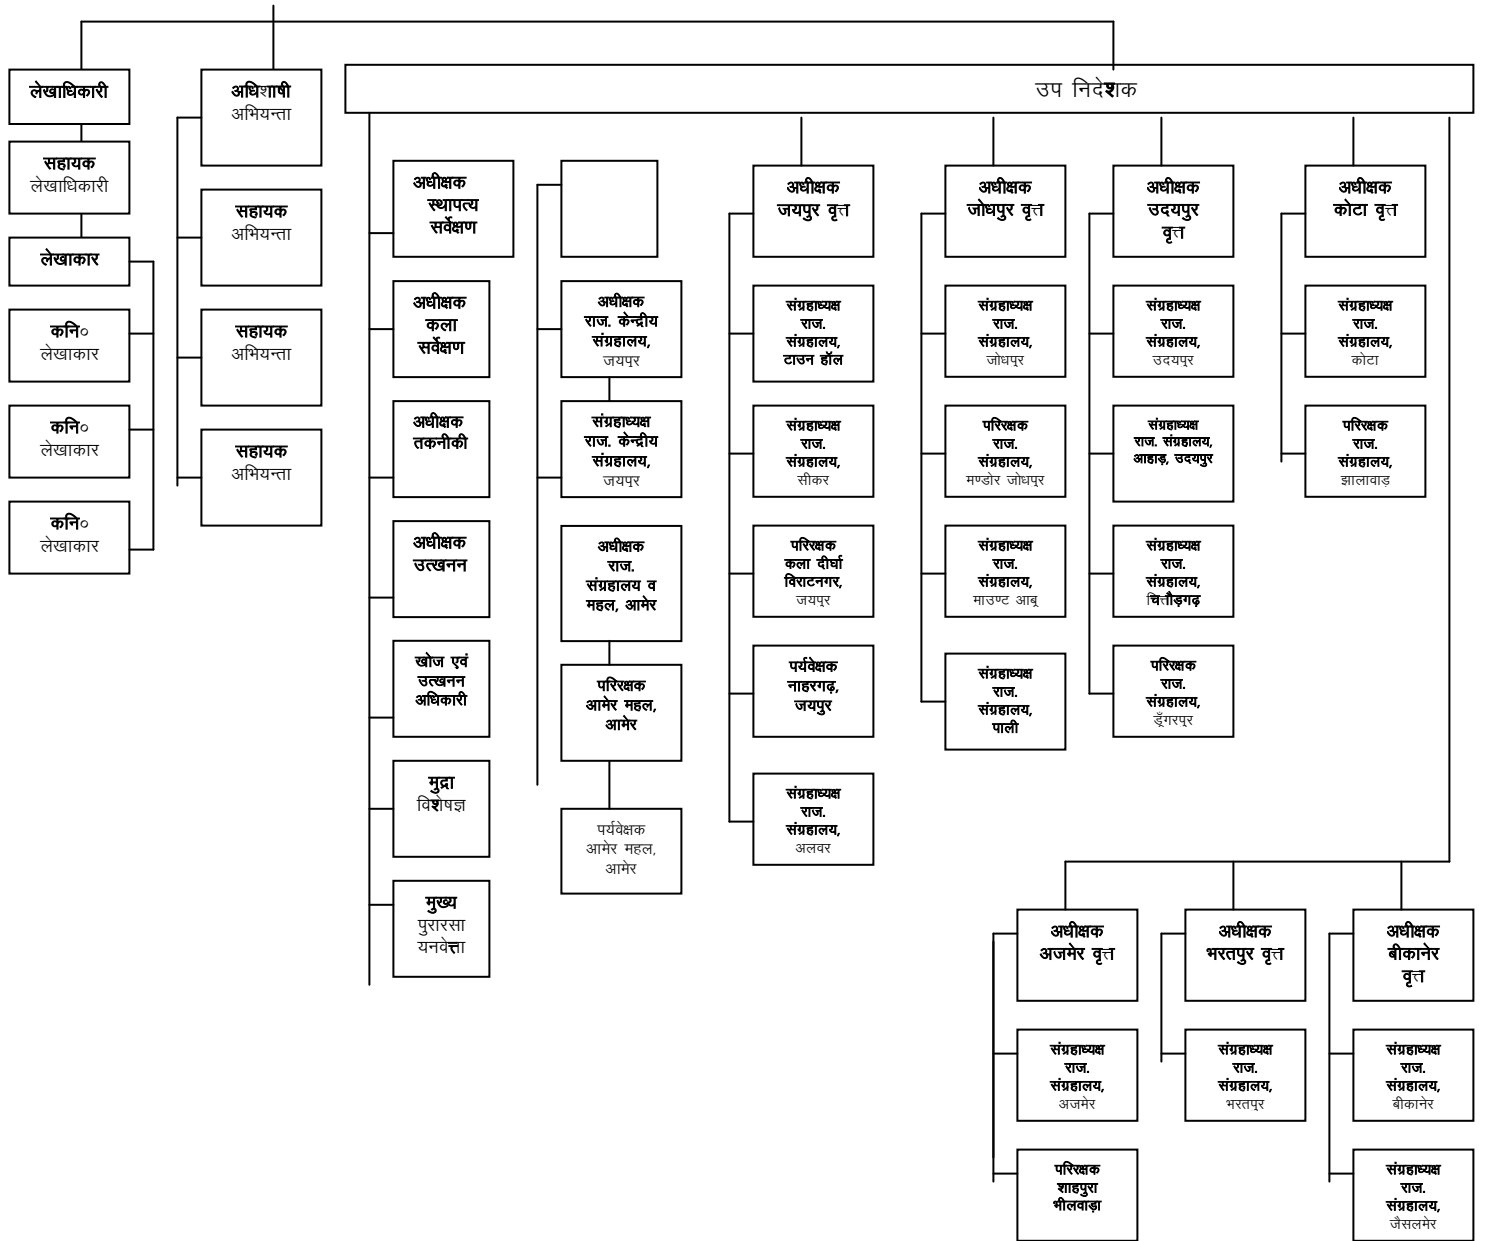 लेखाधिकारी
सहायक
लेखाधिकारी
लेखाकार
कनि०
लेखाकार
कनि०
लेखाकार
कनि०
लेखाकार
अधिशाषी
अभियन्ता
सहायक
अभियन्ता
सहायक
अभियन्ता
सहायक
अभियन्ता
उप निदेशक
अधीक्षक
स्थापत्य
सर्वेक्षण
अधीक्षक
कला
सर्वेक्षण
अधीक्षक
तकनीकी
अधीक्षक
उत्खनन
खोज एवं
उत्खनन
अधिकारी
मुद्रा
विशेषज्ञ
मुख्य
पुरारसा
यनवेत्ता
अधीक्षक
राज. केन्द्रीय
संग्रहालय,
जयपुर
संग्रहाध्यक्ष
राज. केन्द्रीय
संग्रहालय,
जयपुर
अधीक्षक
राज.
संग्रहालय व
महल, आमेर
परिरक्षक
आमेर महल,
आमेर
पर्यवेक्षक
आमेर महल,
आमेर
अधीक्षक
जयपुर वृत्त
संग्रहाध्यक्ष
राज.
संग्रहालय,
टाउन हॉल
संग्रहाध्यक्ष
राज.
संग्रहालय,
सीकर
परिरक्षक
कला दीर्घा
विराटनगर,
जयपुर
पर्यवेक्षक
नाहरगढ़,
जयपुर
संग्रहाध्यक्ष
राज.
संग्रहालय,
अलवर
अधीक्षक
जोधपुर वृत्त
संग्रहाध्यक्ष
राज.
संग्रहालय,
जोधपुर
परिरक्षक
राज.
संग्रहालय,
मण्डोर जोधपुर
संग्रहाध्यक्ष
राज.
संग्रहालय,
माउण्ट आबू
संग्रहाध्यक्ष
राज.
संग्रहालय,
पाली
अधीक्षक
उदयपुर
वृत्त
संग्रहाध्यक्ष
राज.
संग्रहालय,
उदयपुर
संग्रहाध्यक्ष
राज. संग्रहालय,
आहाड़, उदयपुर
संग्रहाध्यक्ष
राज.
संग्रहालय,
चित्तौड़गढ़
परिरक्षक
राज.
संग्रहालय,
डूँगरपुर
अधीक्षक
कोटा वृत्त
संग्रहाध्यक्ष
राज.
संग्रहालय,
कोटा
परिरक्षक
राज.
संग्रहालय,
झालावाड़
अधीक्षक
अजमेर वृत्त
संग्रहाध्यक्ष
राज.
संग्रहालय,
अजमेर
परिरक्षक
शाहपुरा
भीलवाड़ा
अधीक्षक
भरतपुर वृत्त
संग्रहाध्यक्ष
राज.
संग्रहालय,
भरतपुर
अधीक्षक
बीकानेर
वृत्त
संग्रहाध्यक्ष
राज.
संग्रहालय,
बीकानेर
संग्रहाध्यक्ष
राज.
संग्रहालय,
जैसलमेर